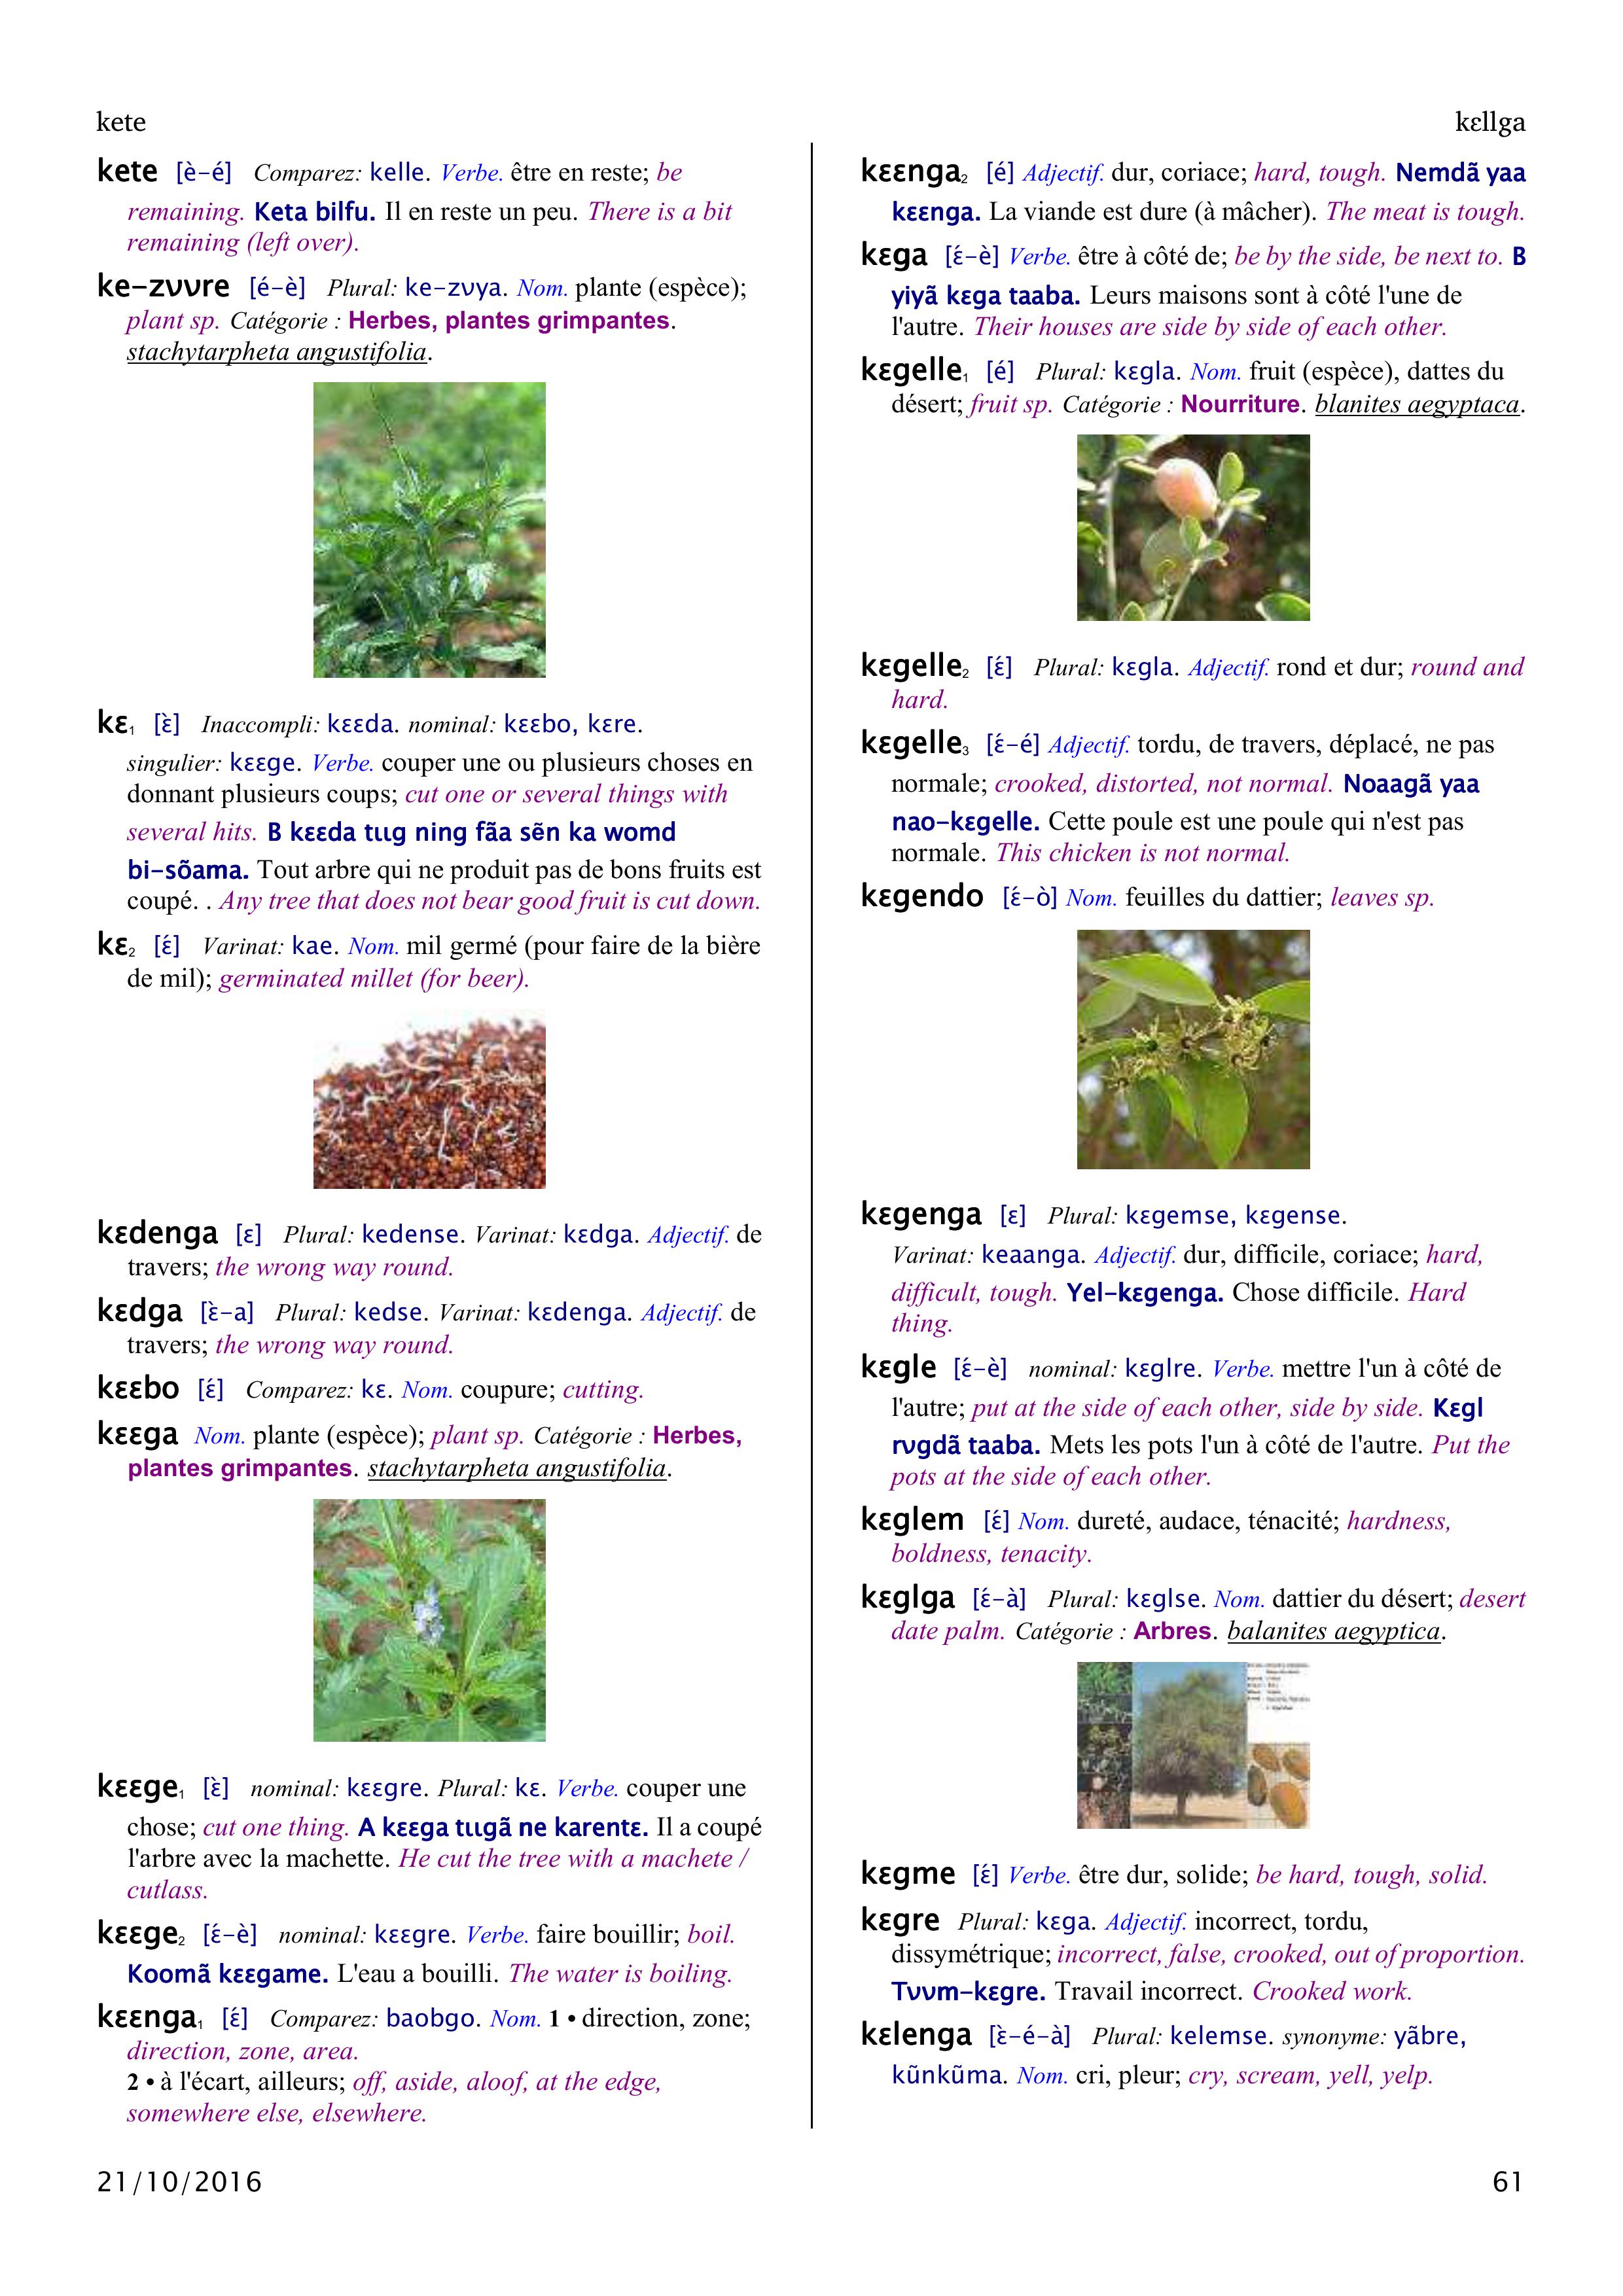 kete
kɛllga
kete [è-é] Comparez: kelle. Verbe. être en reste; be
remaining. Keta bilfu. Il en reste un peu. There is a bit
remaining (left over).
ke-zʋʋre [é-è] Plural: ke-zʋya. Nom. plante (espèce);
plant sp. Catégorie : Herbes, plantes grimpantes.
stachytarpheta angustifolia.
kɛ₁ [ɛ̀] Inaccompli: kɛɛda. nominal: kɛɛbo, kɛre.
singulier: kɛɛge. Verbe. couper une ou plusieurs choses en
donnant plusieurs coups; cut one or several things with
several hits. B kɛɛda tɩɩg ning fãa sẽn ka womd
bi-sõama. Tout arbre qui ne produit pas de bons fruits est
coupé. . Any tree that does not bear good fruit is cut down.
kɛ₂ [ɛ́] Varinat: kae. Nom. mil germé (pour faire de la bière
de mil); germinated millet (for beer).
kɛdenga [ɛ] Plural: kedense. Varinat: kɛdga. Adjectif. de
travers; the wrong way round.
kɛdga [ɛ̀-a] Plural: kedse. Varinat: kɛdenga. Adjectif. de
travers; the wrong way round.
kɛɛbo [ɛ́] Comparez: kɛ. Nom. coupure; cutting.
kɛɛga Nom. plante (espèce); plant sp. Catégorie : Herbes,
plantes grimpantes. stachytarpheta angustifolia.
kɛɛge₁ [ɛ̀] nominal: kɛɛgre. Plural: kɛ. Verbe. couper une
chose; cut one thing. A kɛɛga tɩɩgã ne karentɛ. Il a coupé
l'arbre avec la machette. He cut the tree with a machete /
cutlass.
kɛɛge₂ [ɛ́-è] nominal: kɛɛgre. Verbe. faire bouillir; boil.
Koomã kɛɛgame. L'eau a bouilli. The water is boiling.
kɛɛnga₁ [ɛ́] Comparez: baobgo. Nom. 1 • direction, zone;
direction, zone, area.
2 • à l'écart, ailleurs; off, aside, aloof, at the edge,
somewhere else, elsewhere.
kɛɛnga₂ [é] Adjectif. dur, coriace; hard, tough. Nemdã yaa
kɛɛnga. La viande est dure (à mâcher). The meat is tough.
kɛga [ɛ́-è] Verbe. être à côté de; be by the side, be next to. B
yiyã kɛga taaba. Leurs maisons sont à côté l'une de
l'autre. Their houses are side by side of each other.
kɛgelle₁ [é] Plural: kɛgla. Nom. fruit (espèce), dattes du
désert; fruit sp. Catégorie : Nourriture. blanites aegyptaca.
kɛgelle₂ [ɛ́] Plural: kɛgla. Adjectif. rond et dur; round and
hard.
kɛgelle₃ [ɛ́-é] Adjectif. tordu, de travers, déplacé, ne pas
normale; crooked, distorted, not normal. Noaagã yaa
nao-kɛgelle. Cette poule est une poule qui n'est pas
normale. This chicken is not normal.
kɛgendo [ɛ́-ò] Nom. feuilles du dattier; leaves sp.
kɛgenga [ɛ] Plural: kɛgemse, kɛgense.
Varinat: keaanga. Adjectif. dur, difficile, coriace; hard,
difficult, tough. Yel-kɛgenga. Chose difficile. Hard
thing.
kɛgle [ɛ́-è] nominal: kɛglre. Verbe. mettre l'un à côté de
l'autre; put at the side of each other, side by side. Kɛgl
rʋgdã taaba. Mets les pots l'un à côté de l'autre. Put the
pots at the side of each other.
kɛglem [ɛ́] Nom. dureté, audace, ténacité; hardness,
boldness, tenacity.
kɛglga [ɛ́-à] Plural: kɛglse. Nom. dattier du désert; desert
date palm. Catégorie : Arbres. balanites aegyptica.
kɛgme [ɛ́] Verbe. être dur, solide; be hard, tough, solid.
kɛgre Plural: kɛga. Adjectif. incorrect, tordu,
dissymétrique; incorrect, false, crooked, out of proportion.
Tʋʋm-kɛgre. Travail incorrect. Crooked work.
kɛlenga [ɛ̀-é-à] Plural: kelemse. synonyme: yãbre,
kũnkũma. Nom. cri, pleur; cry, scream, yell, yelp.
21/10/2016
61